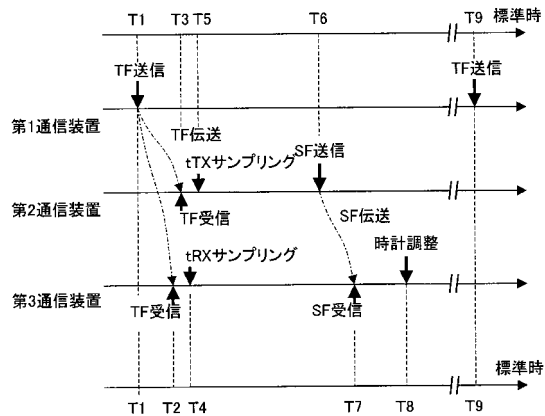 T1 T3 T5 T6 T9 標準時
TF送信 TF送信
第1通信装置
TF伝送
tTXサンプリング SF送信
第2通信装置
TF受信 SF伝送
tRXサンプリング 時計調整
第3通信装置
TF受信 SF受信
標準時
T1 T2 T4 T7 T8 T9